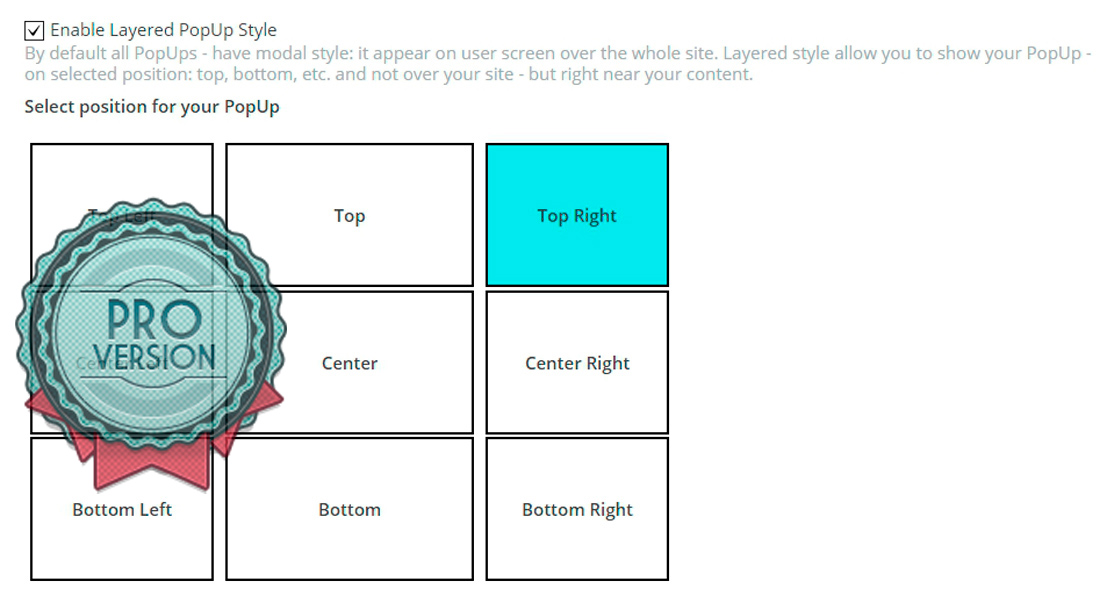 Enable Layered PopUp Style
By default all PopUps - have modal style: it appear on user screen over the whole site. Layered style allow you to show your PopUp -
on selected position: top, bottom, etc. and not over your site - but right near your content.
Select position for your PopUp
Top Left
Top
Top Right
PRO
VERSION
Center
Center Right
Bottom Left
Bottom
Bottom Right